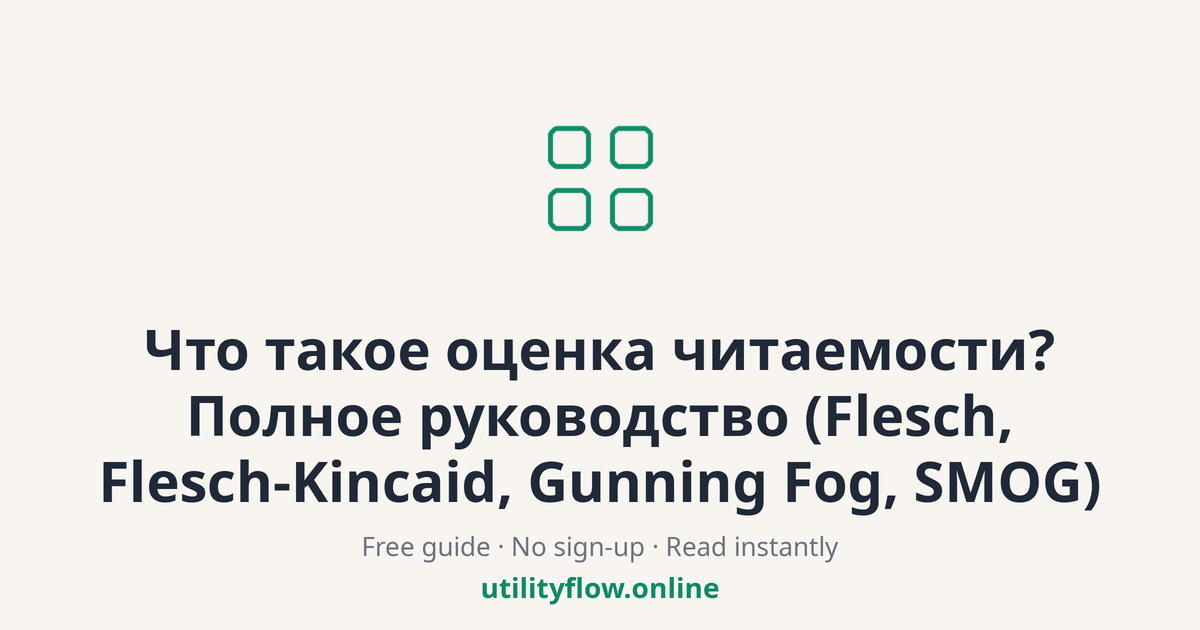 Что такое оценка читаемости?
Полное руководство (Flesch,
Flesch-Kincaid, Gunning Fog, SMOG)
Free guide · No sign-up · Read instantly
utilityflow.online